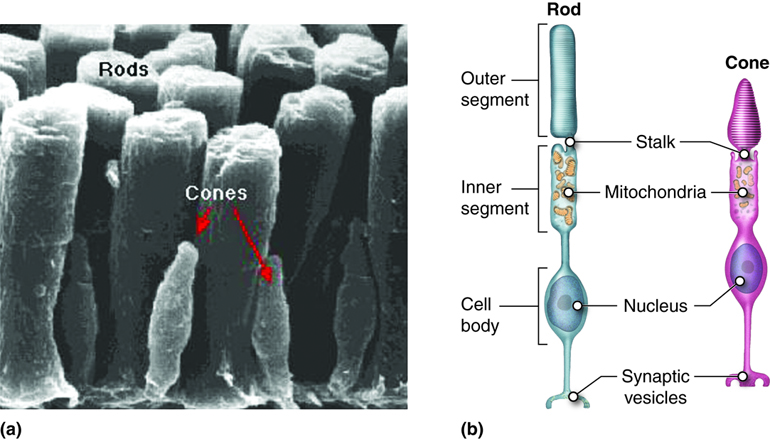 Rods
Cones
(a)
Rod
Cone
Outer
segment
Stalk
Inner
segment
Mitochondria
Cell
body
Nucleus
Synaptic
vesicles
(b)